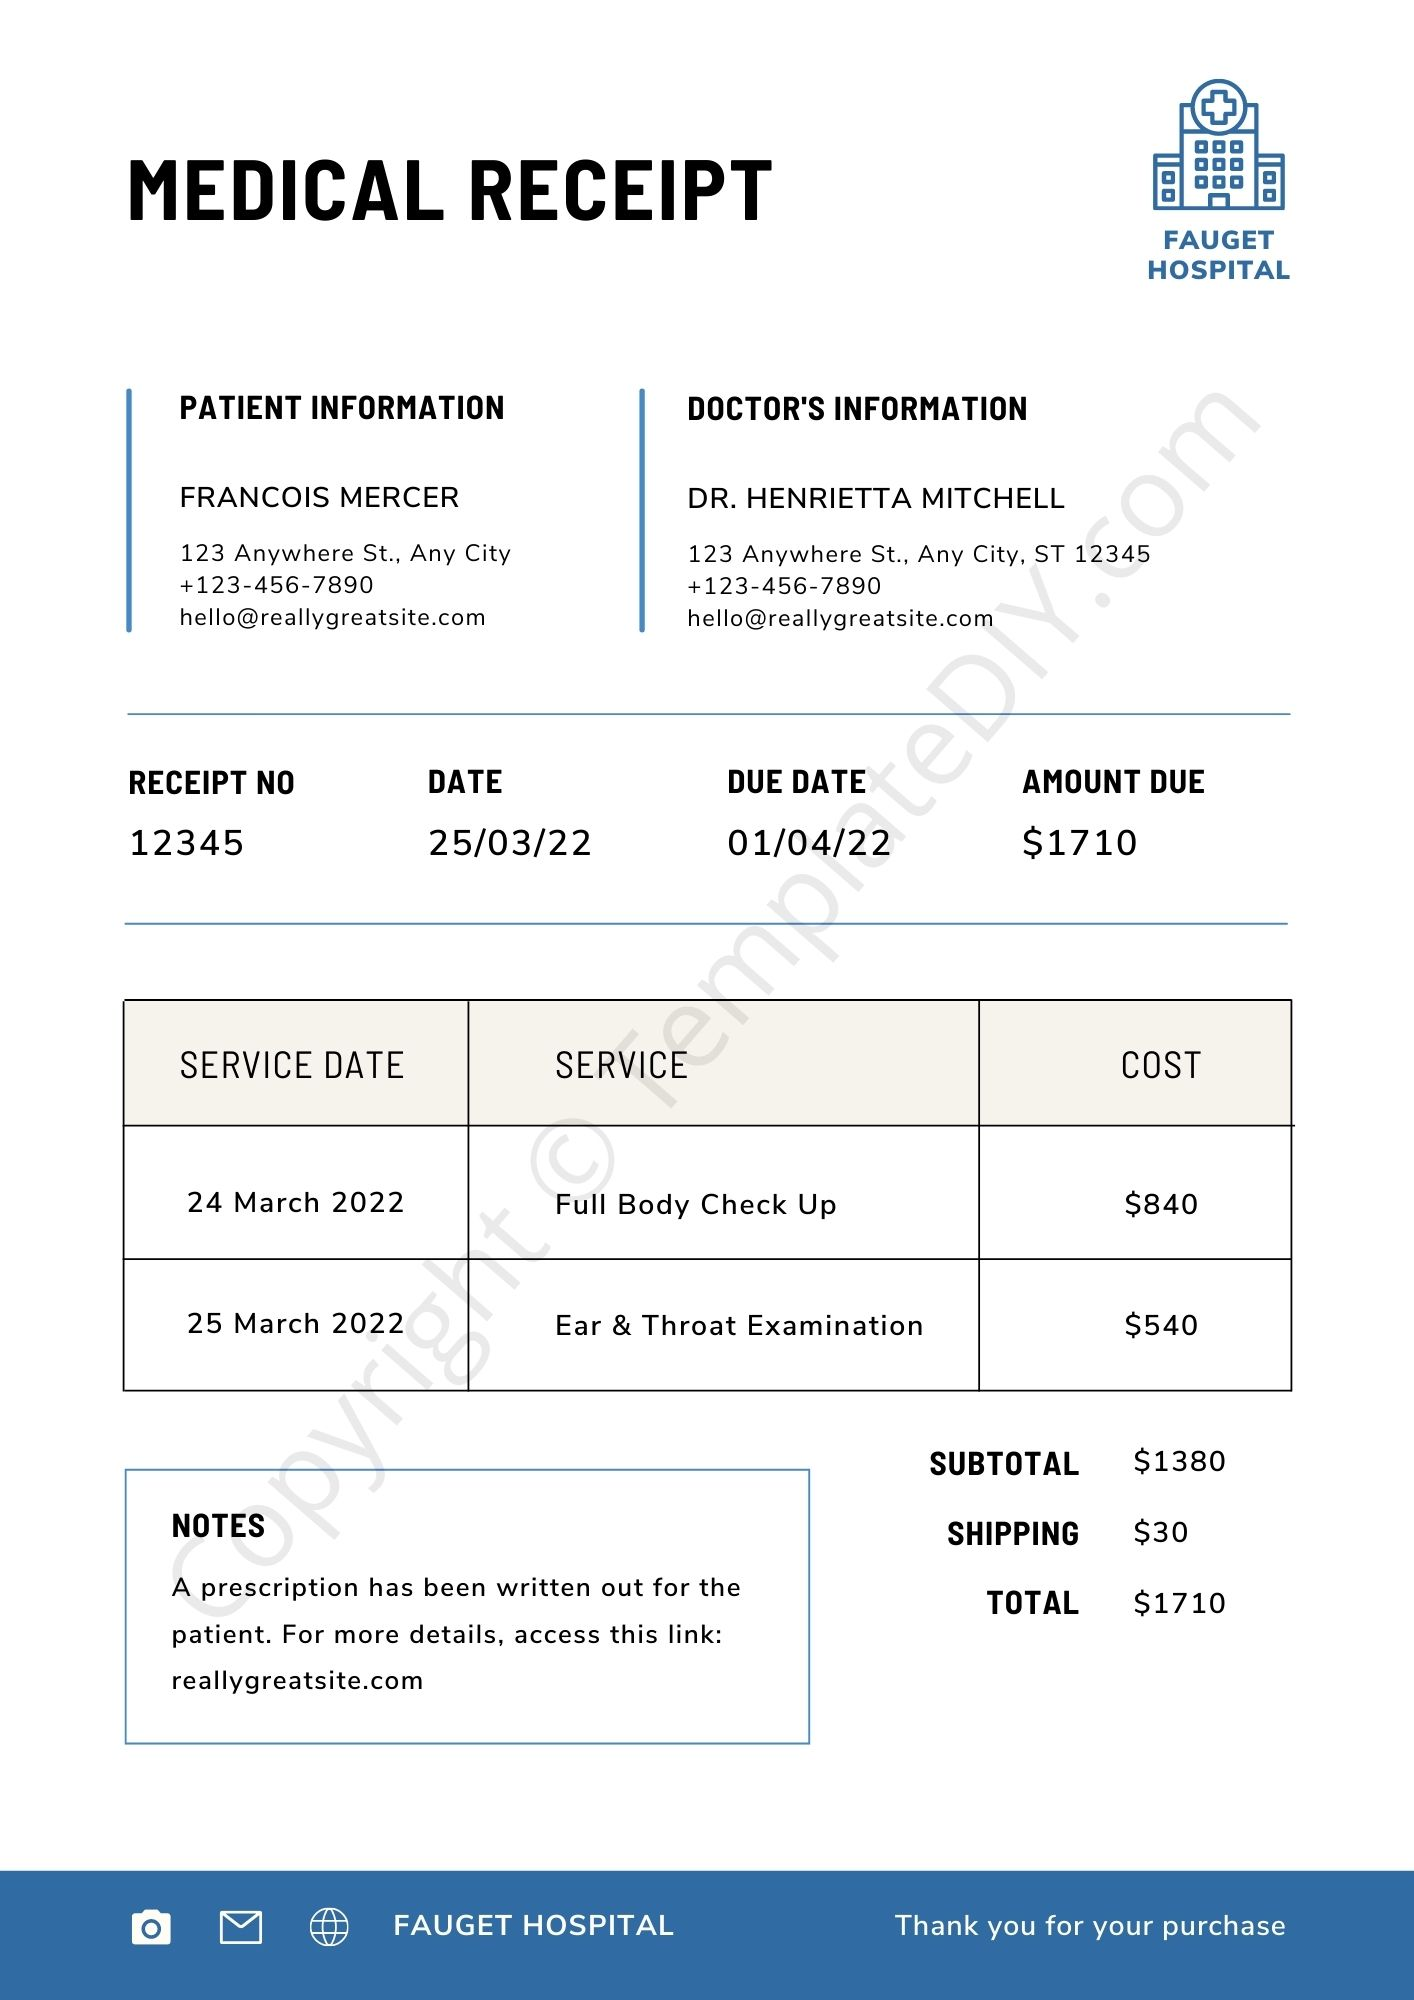 MEDICAL RECEIPT
FAUGET
HOSPITAL
PATIENT INFORMATION
FRANCOIS MERCER
123 Anywhere St., Any City
+123-456-7890
hello@reallygreatsite.com
DOCTOR'S INFORMATION
DR. HENRIETTA MITCHELL
123 Anywhere St., Any City, ST 12345
+123-456-7890
hello@reallygreatsite.com
RECEIPT NO DATE DUE DATE AMOUNT DUE
12345 25/03/22 01/04/22 $1710
SERVICE DATE SERVICE COST
24 March 2022 Full Body Check Up $840
25 March 2022 Ear & Throat Examination $540
SUBTOTAL $1380
SHIPPING $30
TOTAL $1710
NOTES
A prescription has been written out for the
patient. For more details, access this link:
reallygreatsite.com
FAUGET HOSPITAL Thank you for your purchase
Copyright © TemplateDIY.com